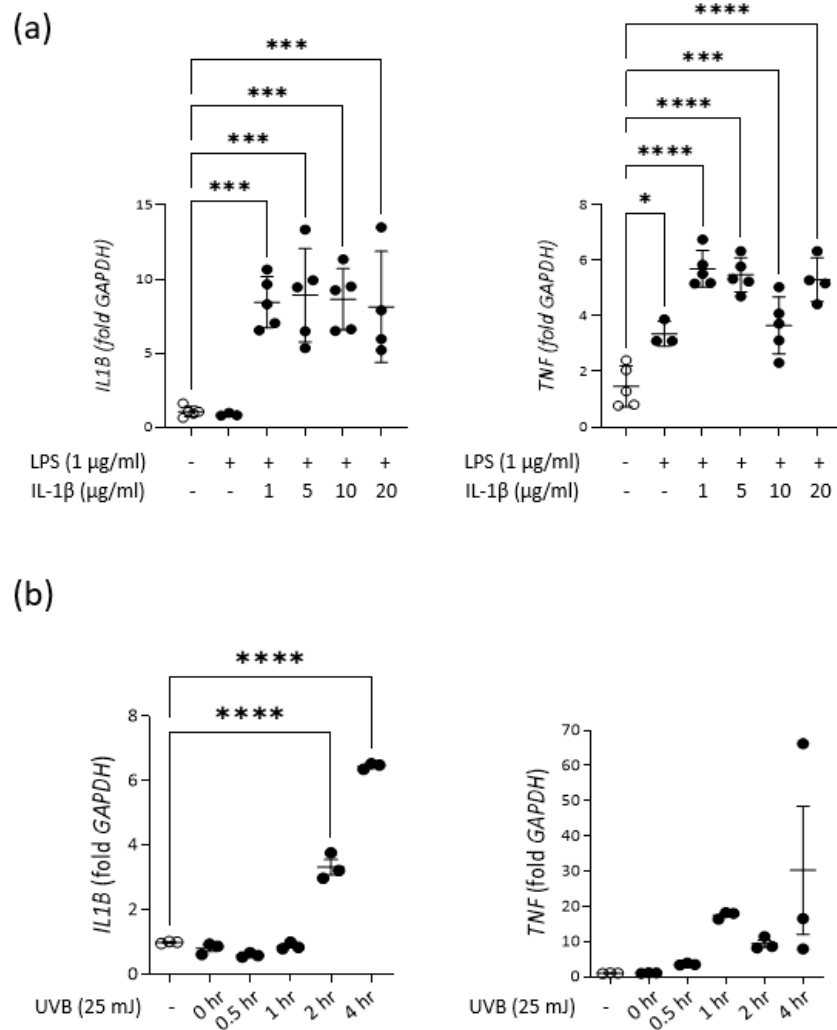 (a)
***
***
***
***
15
10
5
0
IL1B (fold GAPDH)
LPS (1 µg/ml) - + + + + +
IL-1β (µg/ml) - - 1 5 10 20
****
***
****
****
*
8
6
4
2
0
TNF (fold GAPDH)
LPS (1 µg/ml) - + + + + +
IL-1β (µg/ml) - - 1 5 10 20
(b)
****
****
8
6
4
2
0
IL1B (fold GAPDH)
UVB (25 mJ) - 0 hr 0.5 hr 1 hr 2 hr 4 hr
70
60
50
40
30
20
10
0
TNF (fold GAPDH)
UVB (25 mJ) - 0 hr 0.5 hr 1 hr 2 hr 4 hr